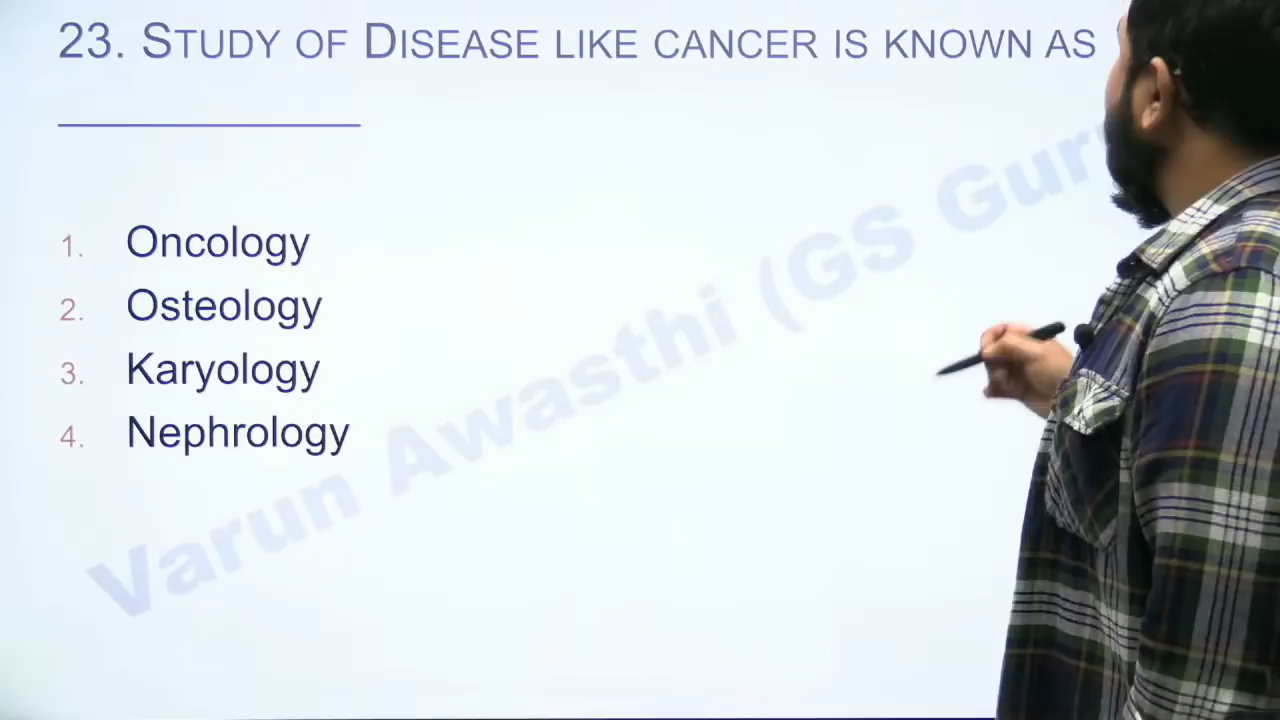 23. STUDY OF DISEASE LIKE CANCER IS KNOWN AS
1. Oncology
2. Osteology
3. Karyology
4. Nephrology
Varun Awasthi (GS